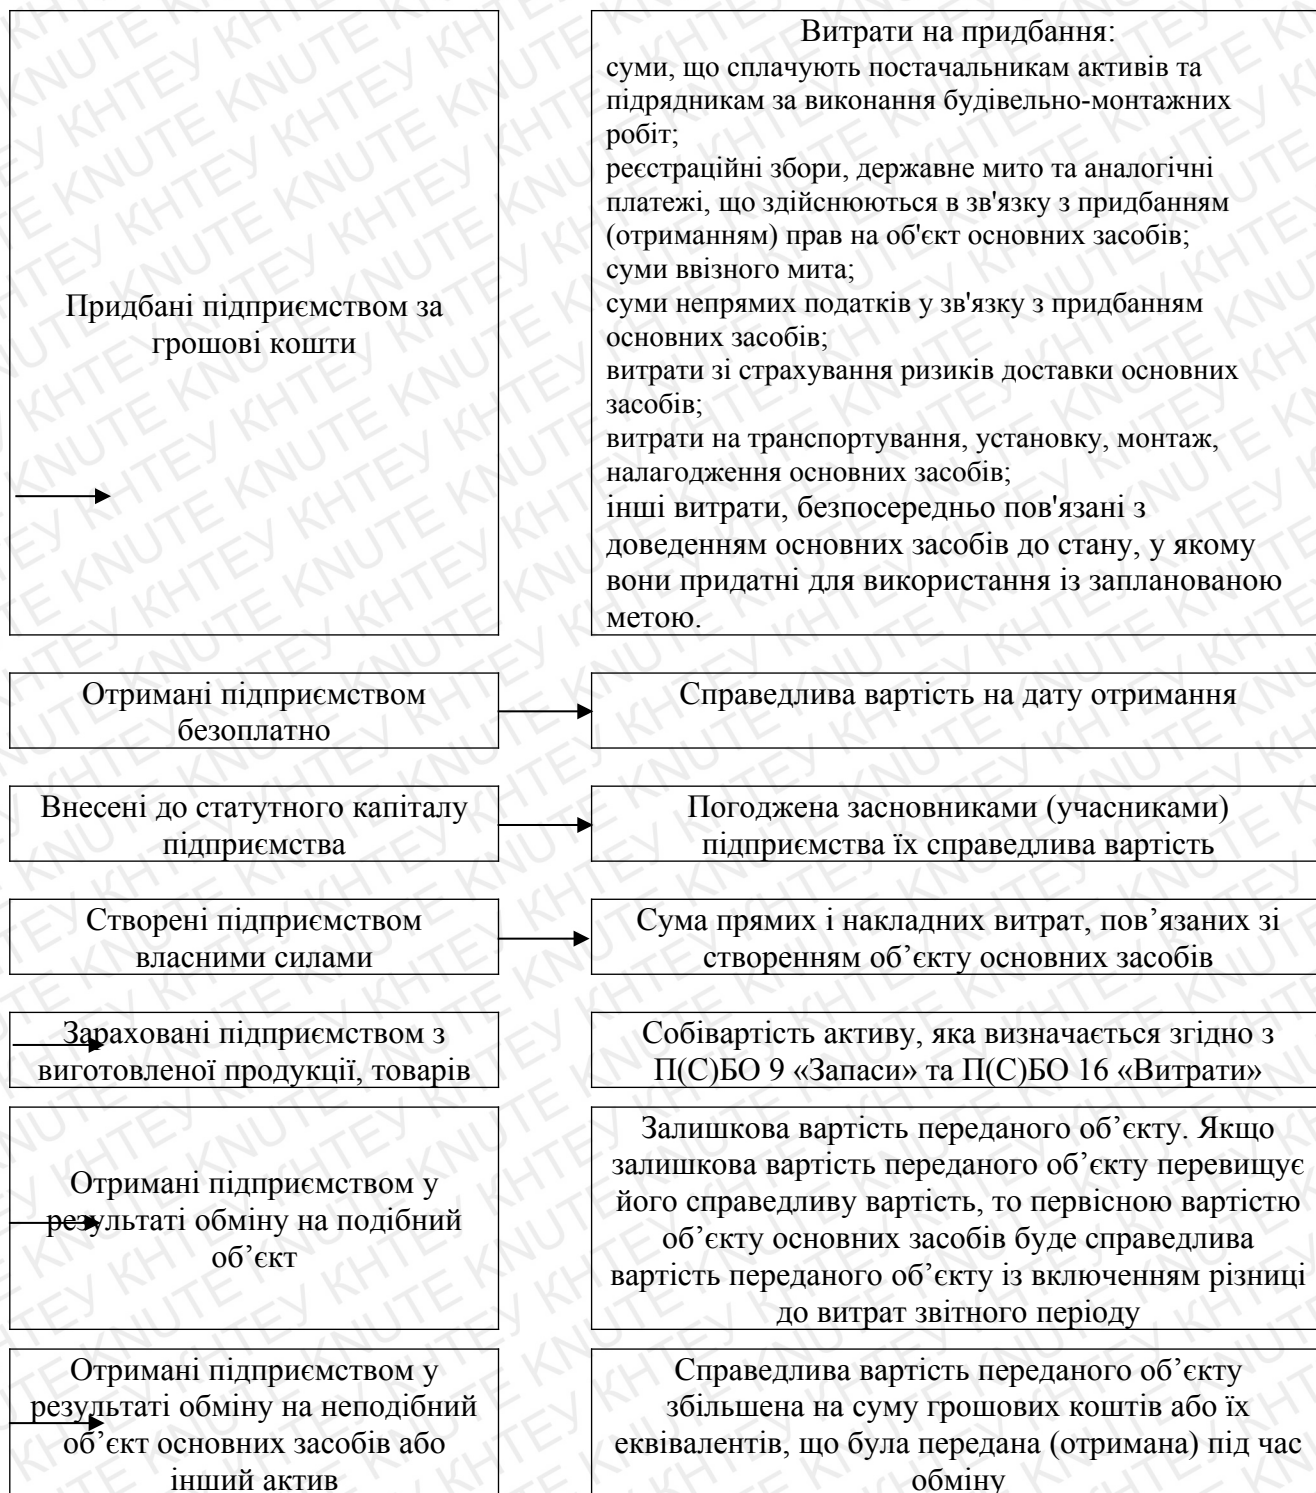 Придбані підприємством за
грошові кошти
Витрати на придбання:
суми, що сплачують постачальникам активів та
підрядникам за виконання будівельно-монтажних
робіт;
реєстраційні збори, державне мито та аналогічні
платежі, що здійснюються в зв'язку з придбанням
(отриманням) прав на об'єкт основних засобів;
суми ввізного мита;
суми непрямих податків у зв'язку з придбанням
основних засобів;
витрати зі страхування ризиків доставки основних
засобів;
витрати на транспортування, установку, монтаж,
налагодження основних засобів;
інші витрати, безпосередньо пов'язані з
доведенням основних засобів до стану, у якому
вони придатні для використання із запланованою
метою.
Отримані підприємством
безоплатно
Справедлива вартість на дату отримання
Внесені до статутного капіталу
підприємства
Погоджена засновниками (учасниками)
підприємства їх справедлива вартість
Створені підприємством
власними силами
Сума прямих і накладних витрат, пов’язаних зі
створенням об’єкту основних засобів
Зараховані підприємством з
виготовленої продукції, товарів
Собівартість активу, яка визначається згідно з
П(С)БО 9 «Запаси» та П(С)БО 16 «Витрати»
Отримані підприємством у
результаті обміну на подібний
об’єкт
Залишкова вартість переданого об’єкту. Якщо
залишкова вартість переданого об’єкту перевищує
його справедливу вартість, то первісною вартістю
об’єкту основних засобів буде справедлива
вартість переданого об’єкту із включенням різниці
до витрат звітного періоду
Отримані підприємством у
результаті обміну на неподібний
об’єкт основних засобів або
інший актив
Справедлива вартість переданого об’єкту
збільшена на суму грошових коштів або їх
еквівалентів, що була передана (отримана) під час
обміну